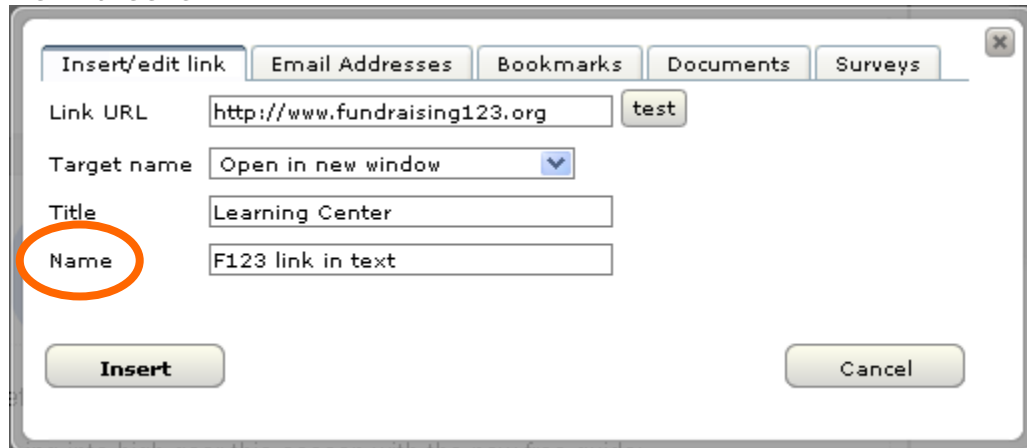 Insert/edit link Email Addresses Bookmarks Documents Surveys
Link URL http://www.fundraising123.org test
Target name Open in new window
Title Learning Center
Name F123 link in text
Insert Cancel